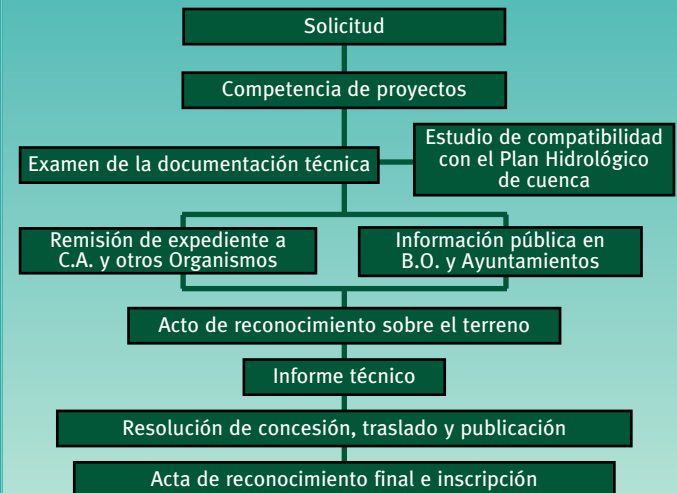 Solicitud
Competencia de proyectos
Examen de la documentación técnica
Estudio de compatibilidad
con el Plan Hidrológico
de cuenca
Remisión de expediente a
C.A. y otros Organismos
Información pública en
B.O. y Ayuntamientos
Acto de reconocimiento sobre el terreno
Informe técnico
Resolución de concesión, traslado y publicación
Acta de reconocimiento final e inscripción